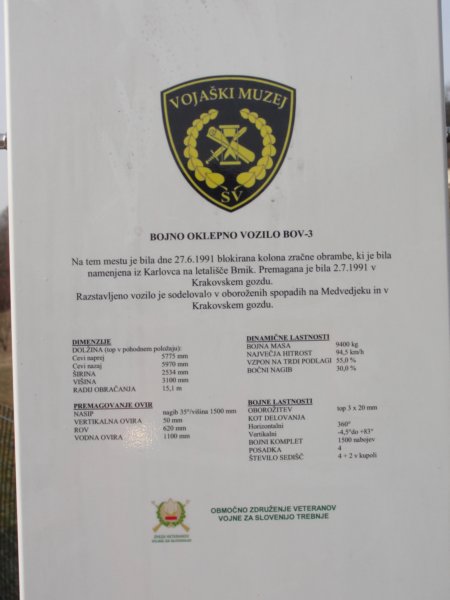 VOJAŠKI MUZEJ
SV
BOJNO OKLEPNO VOZILO BOV-3
Na tem mestu je bila dne 27.6.1991 blokirana kolona zračne obrambe, ki je bila
namenjena iz Karlovca na letališče Brnik. Premagana je bila 2.7.1991 v
Krakovskem gozdu.
Razstavljeno vozilo je sodelovalo v oboroženih spopadih na Medvedjeku in v
Krakovskem gozdu.
DIMENZIJE
DOLŽINA (top v pohodnem položaju):
Cevi naprej 5775 mm
Cevi nazaj 5970 mm
ŠIRINA 2534 mm
VIŠINA 3100 mm
RADIJ OBRAČANJA 15,1 m
PREMAGOVANJE OVIR
NASIP nagib 35°/višina 1500 mm
VERTIKALNA OVIRA 50 mm
ROV 620 mm
VODNA OVIRA 1100 mm
DINAMIČNE LASTNOSTI
BOJNA MASA 9400 kg
NAJVEČJA HITROST 94,5 km/h
VZPON NA TRDI PODLAGI 55,0 %
BOČNI NAGIB 30,0 %
BOJNE LASTNOSTI
OBOROŽITEV top 3 x 20 mm
KOT DELOVANJA
Horizontalni 360°
Vertikalni -4,5°do +83°
BOJNI KOMPLET 1500 nabojev
POSADKA 4
ŠTEVILO SEDIŠČ 4 + 2 v kupoli
ZVEZA VETERANOV
VOJNE ZA SLOVENIJO
OBMOČNO ZDRUŽENJE VETERANOV
VOJNE ZA SLOVENIJO TREBNJE